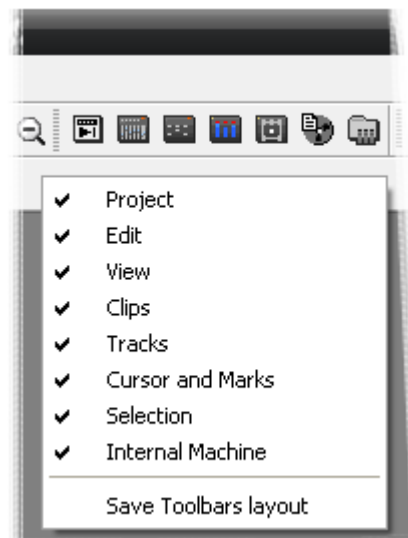 Project
Edit
View
Clips
Tracks
Cursor and Marks
Selection
Internal Machine
Save Toolbars layout